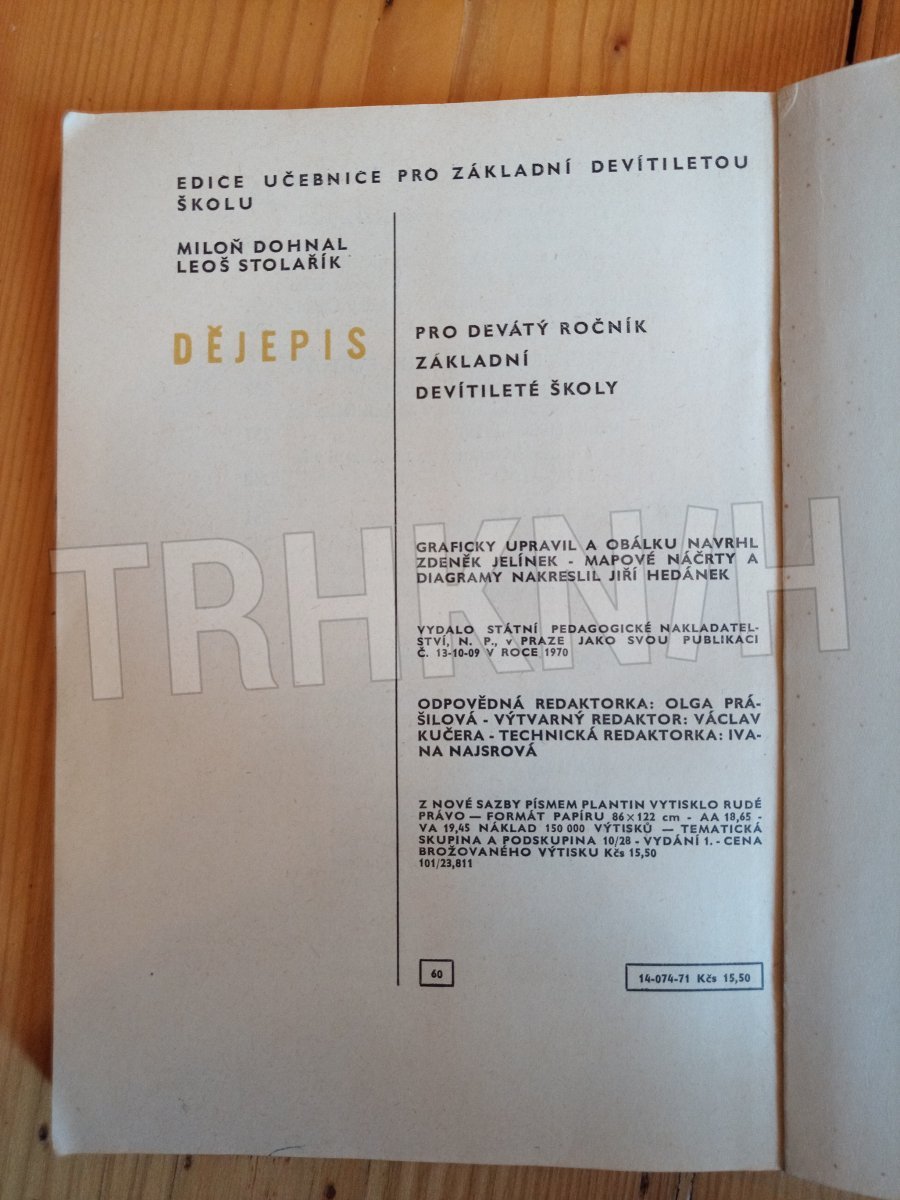 EDICE UČEBNICE PRO ZÁKLADNÍ DEVÍTILETOU
ŠKOLU
MILOŇ DOHNAL
LEOŠ STOLAŘÍK
DĚJEPIS
PRO DEVÁTÝ ROČNÍK
ZÁKLADNÍ
DEVÍTILETÉ ŠKOLY
GRAFICKY UPRAVIL A OBÁLKU NAVRHL
ZDENĚK JELÍNEK - MAPOVÉ NÁČRTY A
DIAGRAMY NAKRESLIL JIŘÍ HEDÁNEK
VYDALO STÁTNÍ PEDAGOGICKÉ NAKLADATEL-
STVÍ, N. P., v PRAZE JAKO SVOU PUBLIKACI
Č. 13-10-09 V ROCE 1970
ODPOVĚDNÁ REDAKTORKA: OLGA PRÁ-
ŠILOVÁ - VÝTVARNÝ REDAKTOR: VÁCLAV
KUČERA - TECHNICKÁ REDAKTORKA: IVA-
NA NAJSROVÁ
Z NOVÉ SAZBY PÍSMEM PLANTIN VYTISKLO RUDÉ
PRÁVO — FORMÁT PAPÍRU 86 × 122 cm - AA 18,65 -
VA 19,45 NÁKLAD 150 000 VÝTISKŮ — TEMATICKÁ
SKUPINA A PODSKUPINA 10/28 - VYDÁNÍ 1. - CENA
BROŽOVANÉHO VÝTISKU Kčs 15,50
101/23,811
60
14-074-71 Kčs 15,50
TRHKNIH